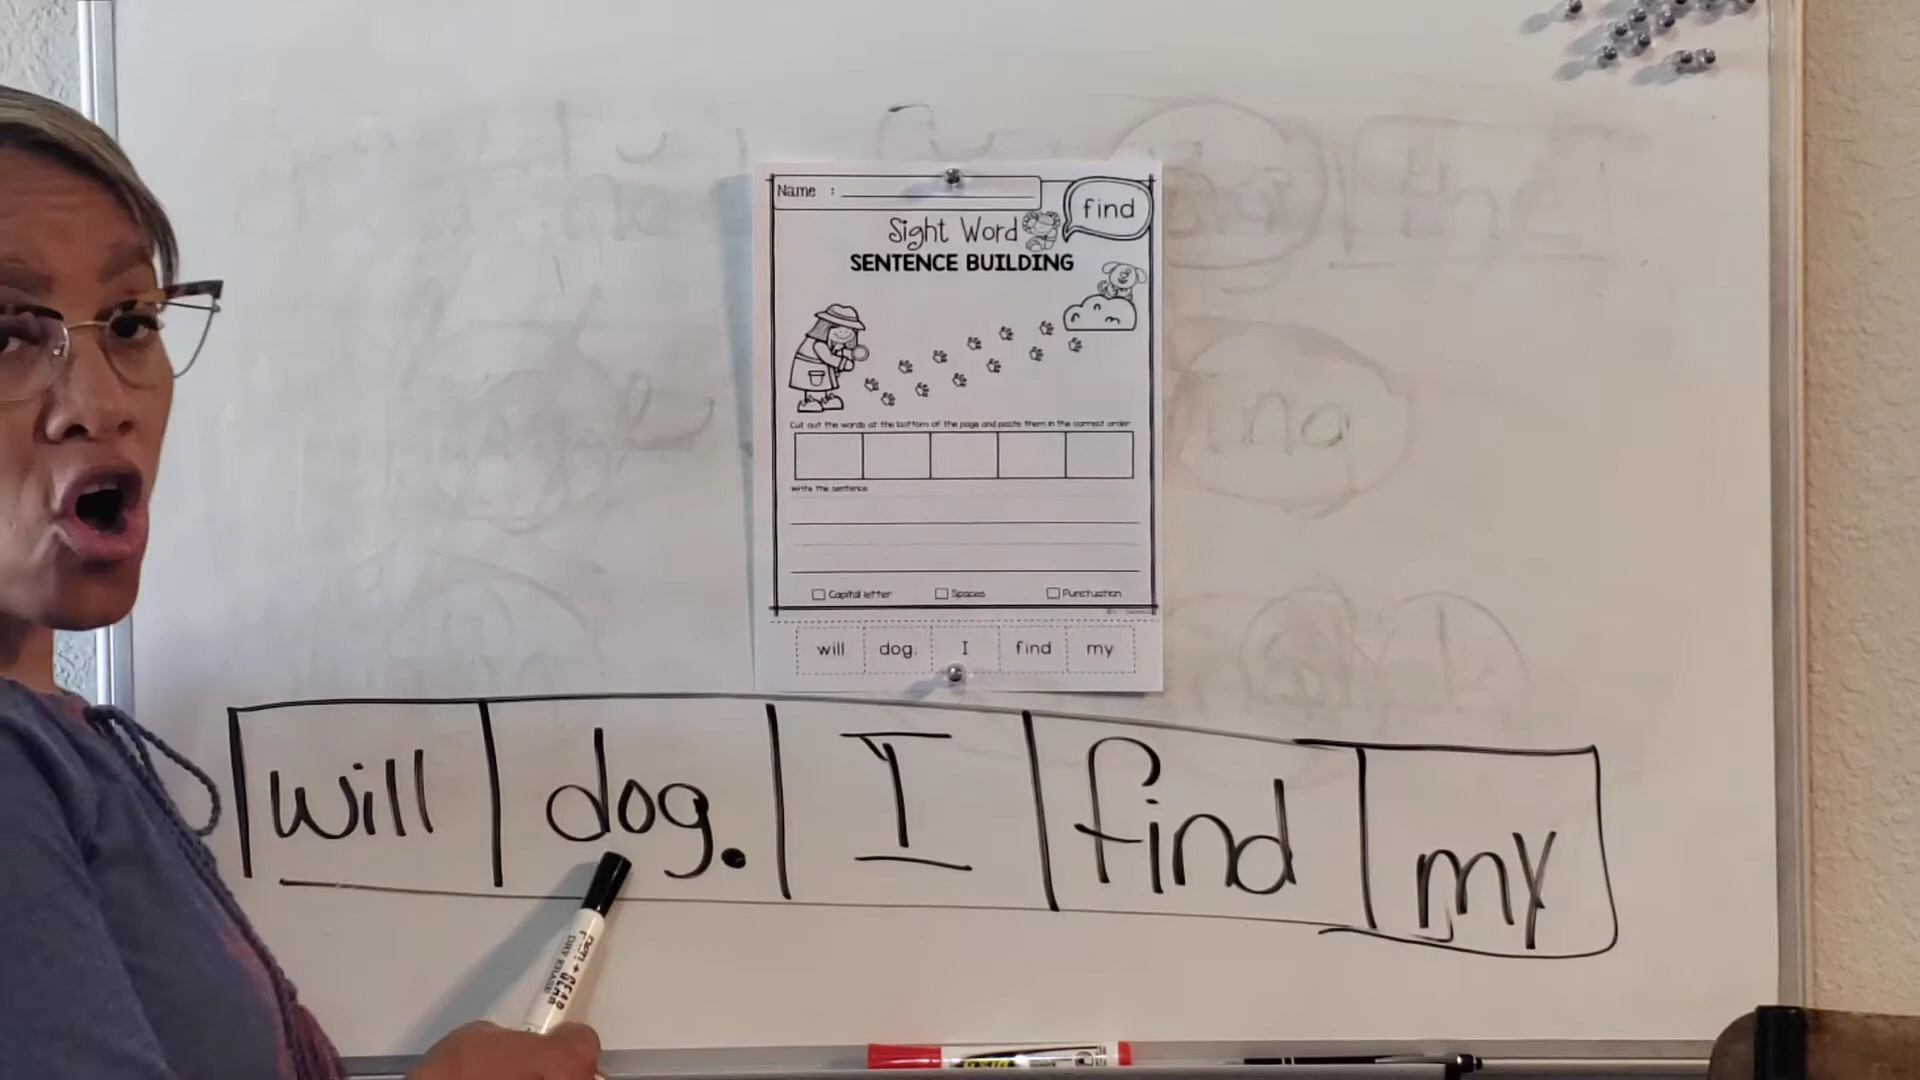 Name :
find
Sight Word
SENTENCE BUILDING
Cut out the words at the bottom of the page and paste them in the correct order
Write the sentence
Capital letter Spaces Punctuation
will dog. I find my
will dog. I find my
DRY ERASE